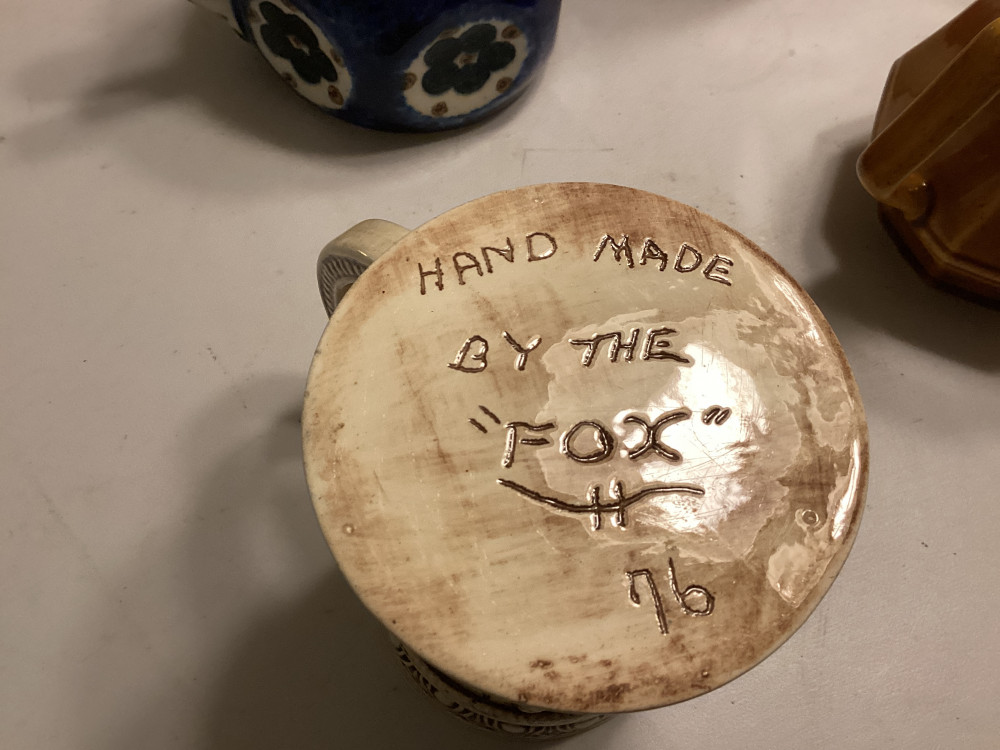 HAND MADE
BY THE
"FOX"
76